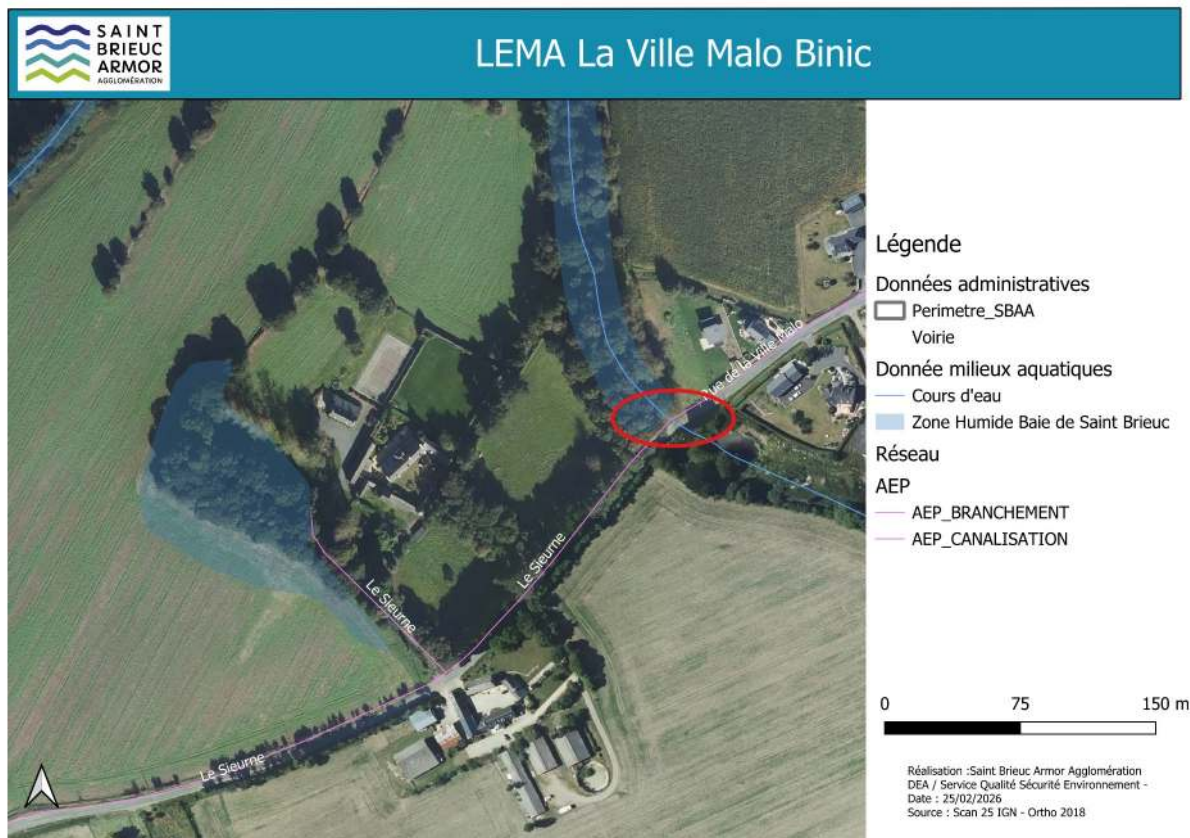 SAINT
BRIEUC
ARMOR
AGGLOMÉRATION
LEMA La Ville Malo Binic
Rue de la Ville Malo
Le Sieurne
Le Sieurne
Le Sieurne
Légende
Données administratives
Perimetre_SBAA
Voirie
Donnée milieux aquatiques
Cours d'eau
Zone Humide Baie de Saint Brieuc
Réseau
AEP
AEP_BRANCHEMENT
AEP_CANALISATION
0 75 150 m
Réalisation :Saint Brieuc Armor Agglomération
DEA / Service Qualité Sécurité Environnement -
Date : 25/02/2026
Source : Scan 25 IGN - Ortho 2018